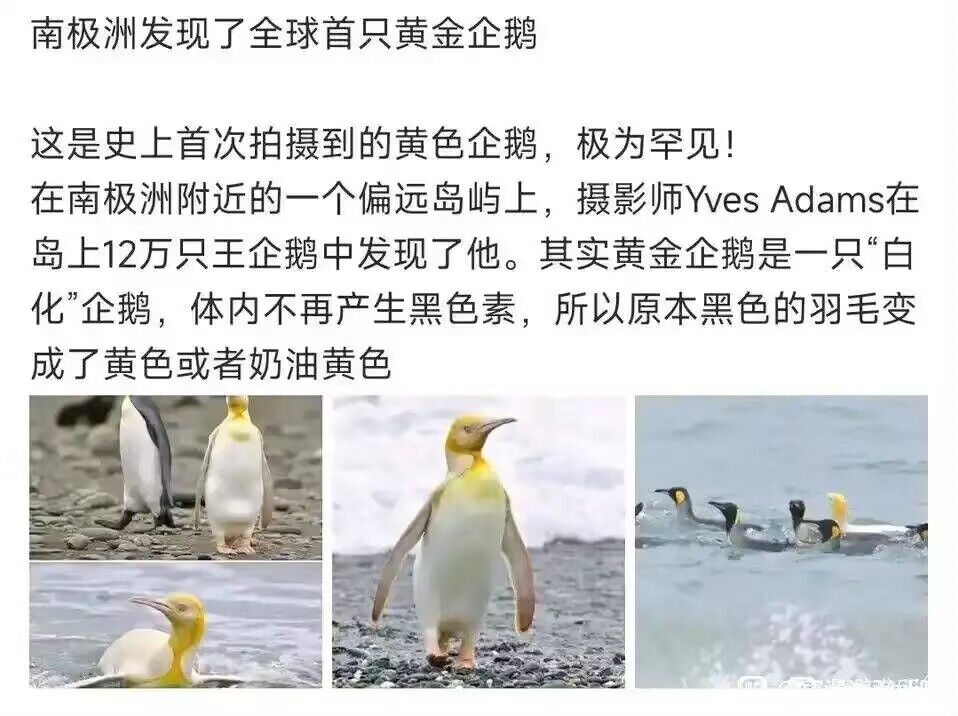 南极洲发现了全球首只黄金企鹅
这是史上首次拍摄到的黄色企鹅，极为罕见！
在南极洲附近的一个偏远岛屿上，摄影师Yves Adams在
岛上12万只王企鹅中发现了他。其实黄金企鹅是一只“白
化”企鹅，体内不再产生黑色素，所以原本黑色的羽毛变
成了黄色或者奶油黄色